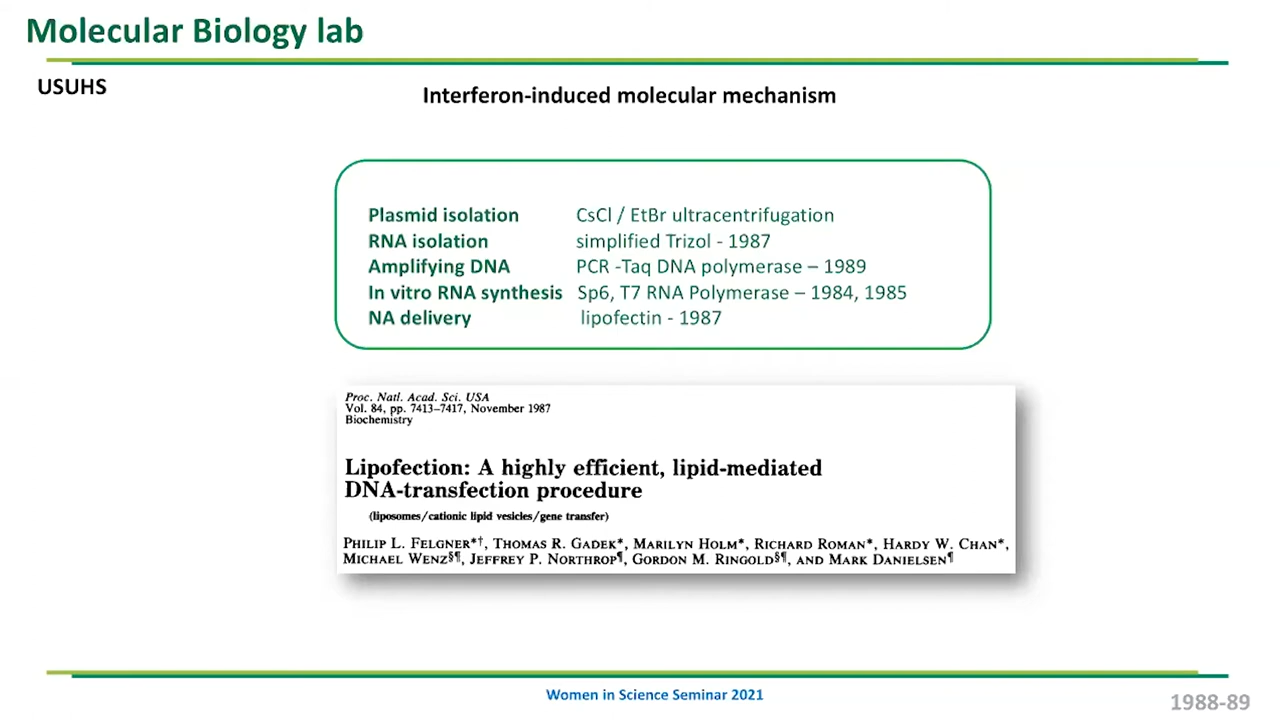 Molecular Biology lab
USUHS
Interferon-induced molecular mechanism
Plasmid isolation CsCl / EtBr ultracentrifugation
RNA isolation simplified Trizol - 1987
Amplifying DNA PCR -Taq DNA polymerase – 1989
In vitro RNA synthesis Sp6, T7 RNA Polymerase – 1984, 1985
NA delivery lipofectin - 1987
Proc. Natl. Acad. Sci. USA
Vol. 84, pp. 7413–7417, November 1987
Biochemistry
Lipofection: A highly efficient, lipid-mediated
DNA-transfection procedure
(liposomes/cationic lipid vesicles/gene transfer)
PHILIP L. FELGNER*†, THOMAS R. GADEK*, MARILYN HOLM*, RICHARD ROMAN*, HARDY W. CHAN*,
MICHAEL WENZ§¶, JEFFREY P. NORTHROP¶, GORDON M. RINGOLD§¶, AND MARK DANIELSEN¶
Women in Science Seminar 2021
1988-89